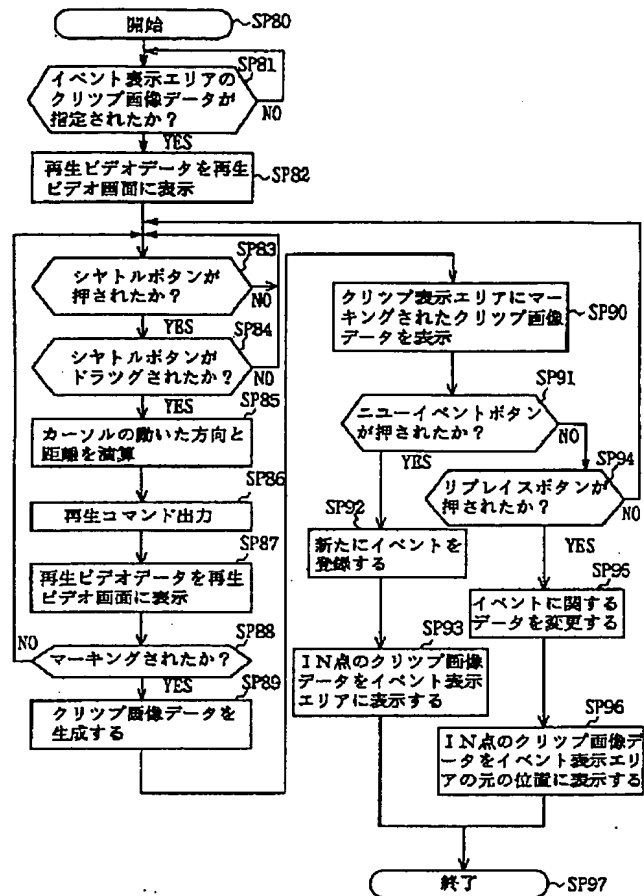 開始
SP80
SP81
イベント表示エリアの
クリツプ画像データが
指定されたか?
NO
YES
再生ビデオデータを再生
ビデオ画面に表示
SP82
SP83
シヤトルボタンが
押されたか?
NO
YES
SP84
シヤトルボタンが
ドラツグされたか?
NO
YES
SP85
カーソルの動いた方向と
距離を演算
SP86
再生コマンド出力
SP87
再生ビデオデータを再生
ビデオ画面に表示
NO
SP88
マーキングされたか?
YES
SP89
クリツプ画像データを
生成する
クリツプ表示エリアにマー
キングされたクリツプ画像
データを表示
SP90
SP91
ニユーイベントボタン
が押されたか?
NO
YES
SP94
リプレイスボタンが
押されたか?
NO
YES
SP92
新たにイベントを
登録する
SP95
イベントに関する
データを変更する
SP93
IN点のクリツプ画像
データをイベント表示
エリアに表示する
SP96
IN点のクリツプ画像デ
ータをイベント表示エリ
アの元の位置に表示する
終了
SP97